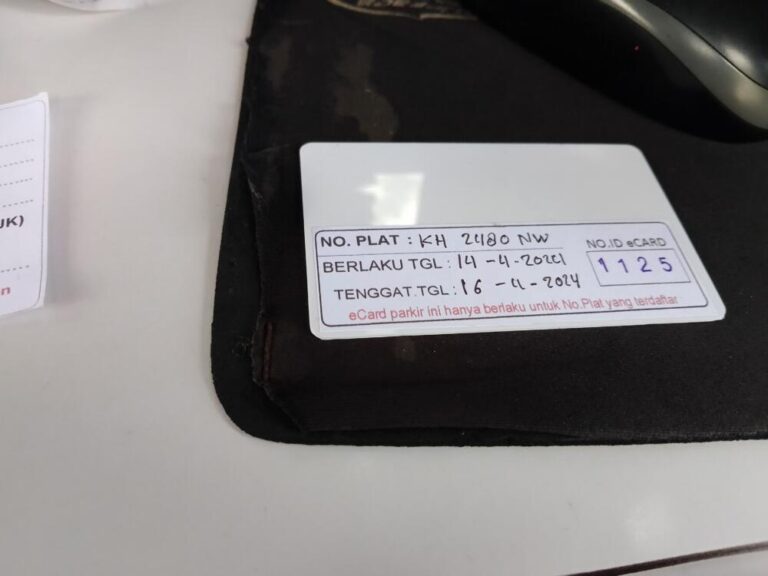 UK)
n
NO. PLAT : KH 2480 NW
NO.ID eCARD
BERLAKU TGL : 14 - 4 - 2024
1125
TENGGAT.TGL : 16 - 4 - 2024
eCard parkir ini hanya berlaku untuk No.Plat yang terdaftar